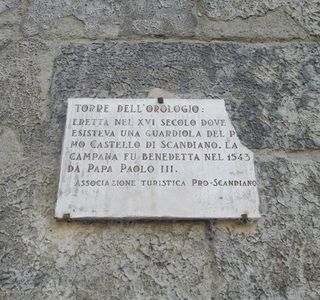 TORRE DELL'OROLOGIO:
ERETTA NEL XVI SECOLO DOVE
ESISTEVA UNA GUARDIOLA DEL P
MO CASTELLO DI SCANDIANO. LA
CAMPANA FU BENEDETTA NEL 1543
DA PAPA PAOLO III.
ASSOCIAZIONE TURISTICA PRO-SCANDIANO